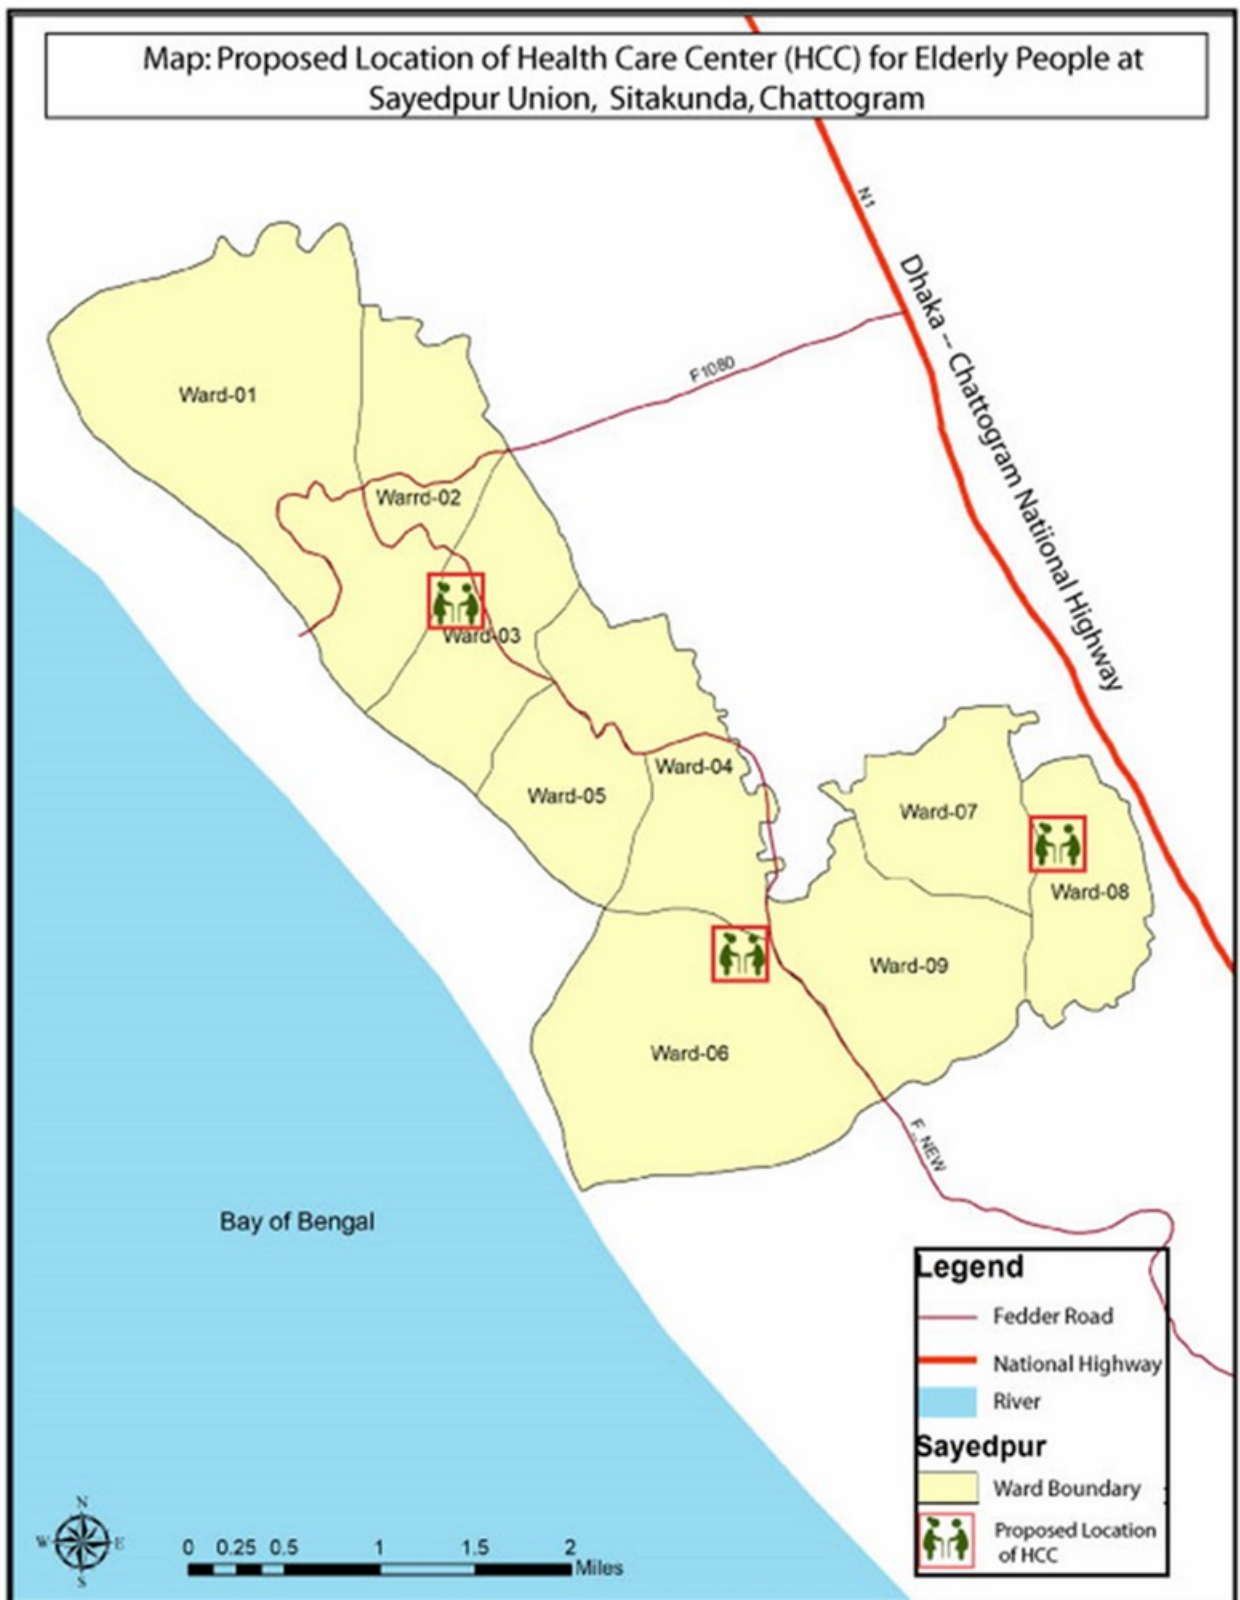 Map: Proposed Location of Health Care Center (HCC) for Elderly People at
Sayedpur Union, Sitakunda, Chattogram
N1
Dhaka -- Chattogram Natiional Highway
F1080
Ward-01
Warrd-02
Ward-03
Ward-04
Ward-05
Ward-07
Ward-08
Ward-09
Ward-06
F_NEW
Bay of Bengal
Legend
Fedder Road
National Highway
River
Sayedpur
Ward Boundary
Proposed Location
of HCC
N
W E
S
0 0.25 0.5 1 1.5 2
Miles